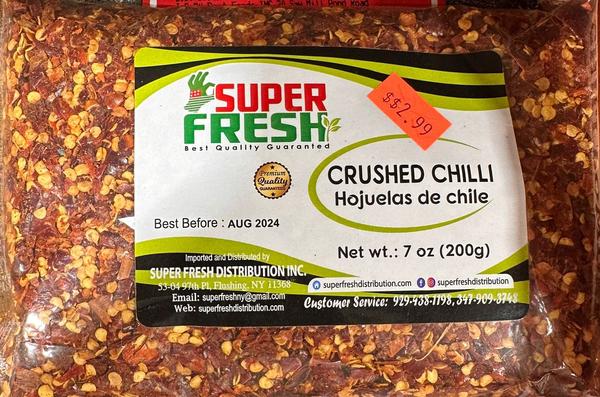 SUPER
FRESH
Best Quality Guaranteed
$$2.99
Premium
Quality
GUARANTEED
CRUSHED CHILLI
Hojuelas de chile
Best Before : AUG 2024
Net wt.: 7 oz (200g)
Imported and Distributed by
SUPER FRESH DISTRIBUTION INC.
53-04 97th Pl, Flushing, NY 11368
Email: superfreshny@gmail.com
Web: superfreshdistribution.com
superfreshdistribution.com superfreshdistribution
Customer Service: 929-438-1198, 347-909-8748